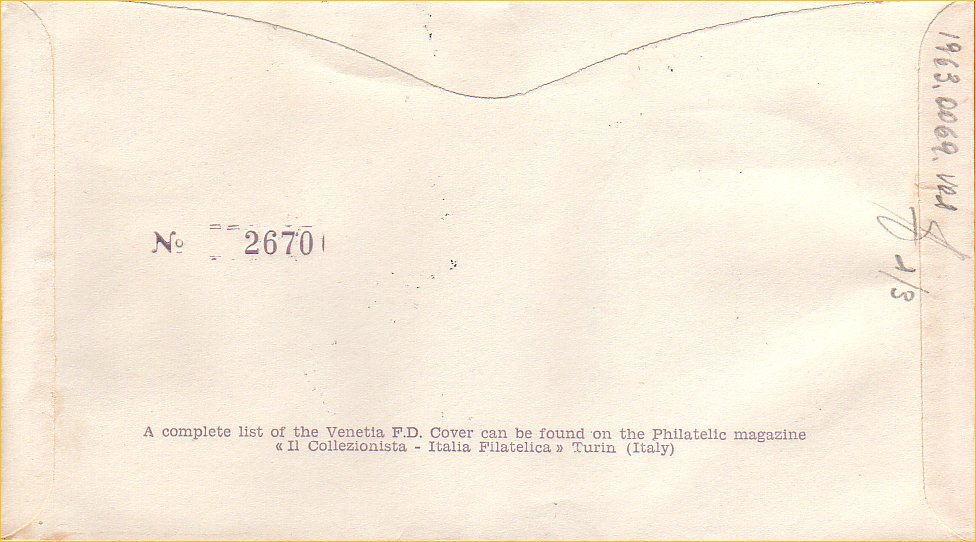 Nº 2670
A complete list of the Venetia F.D. Cover can be found on the Philatelic magazine
« Il Collezionista - Italia Filatelica » Turin (Italy)
1963.0069.
1/3